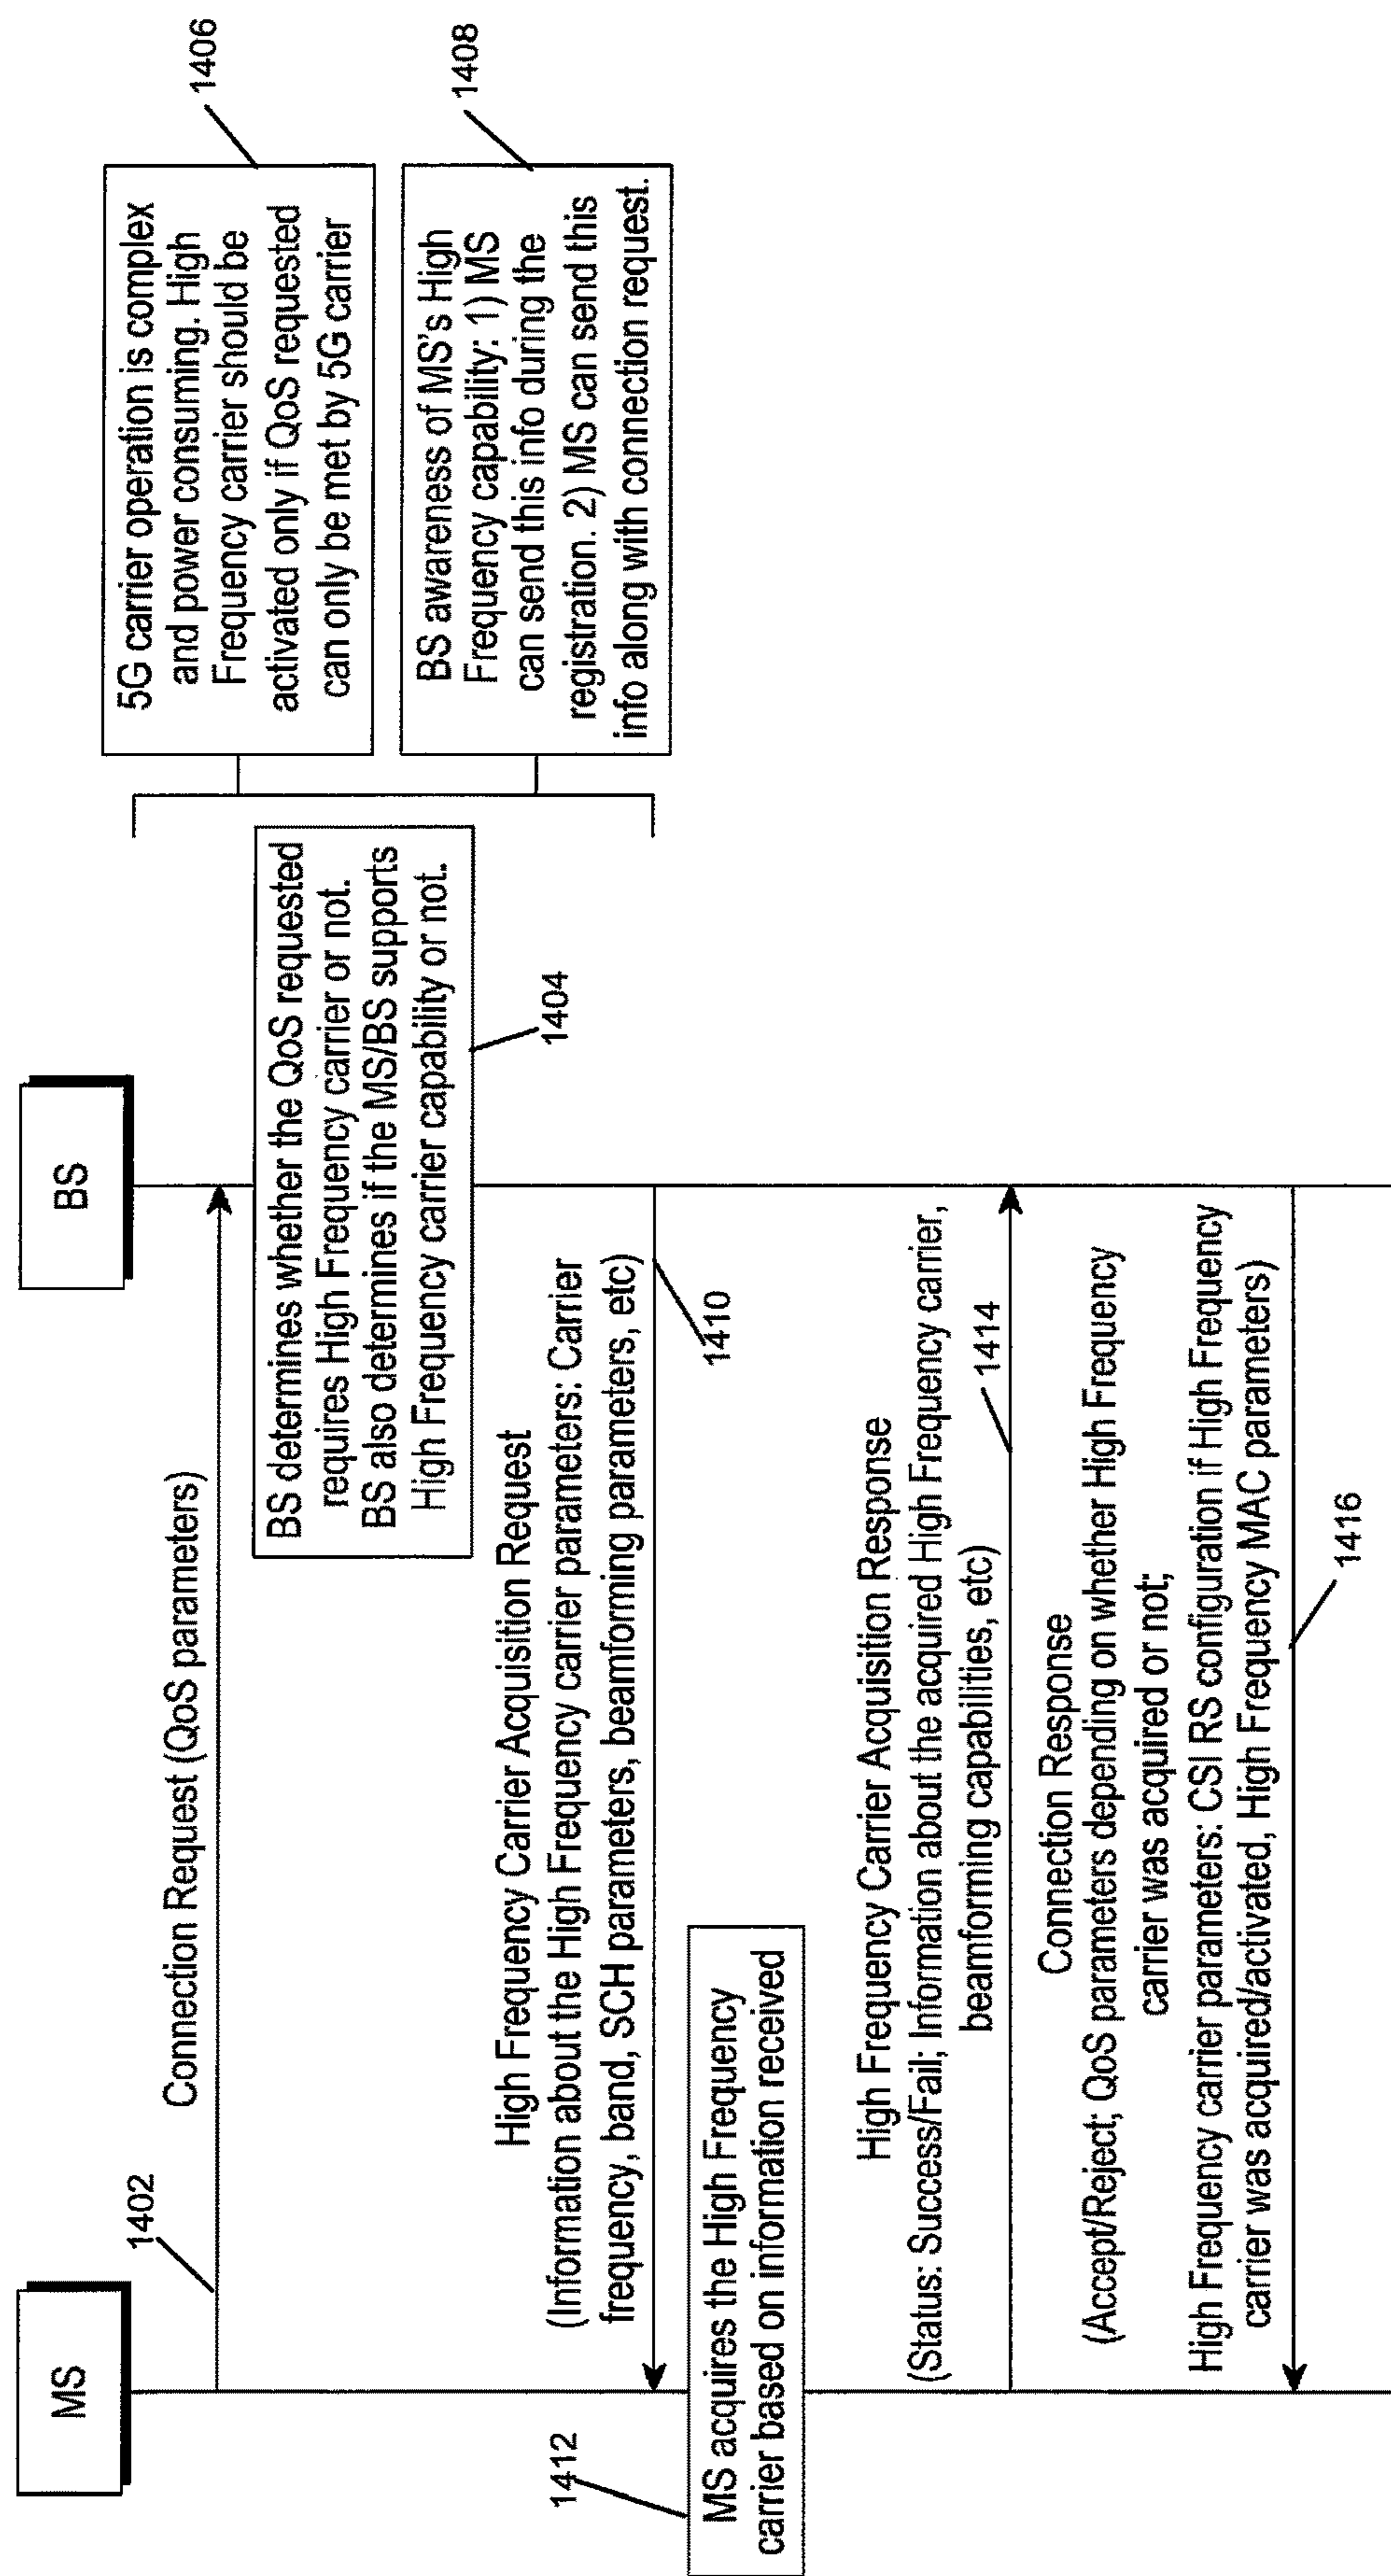 MS
BS
1402
Connection Request (QoS parameters)
BS determines whether the QoS requested
requires High Frequency carrier or not.
BS also determines if the MS/BS supports
High Frequency carrier capability or not.
1404
5G carrier operation is complex
and power consuming. High
Frequency carrier should be
activated only if QoS requested
can only be met by 5G carrier
1406
BS awareness of MS's High
Frequency capability: 1) MS
can send this info during the
registration. 2) MS can send this
info along with connection request.
1408
High Frequency Carrier Acquisition Request
(Information about the High Frequency carrier parameters: Carrier
frequency, band, SCH parameters, beamforming parameters, etc)
1410
1412
MS acquires the High Frequency
carrier based on information received
High Frequency Carrier Acquisition Response
(Status: Success/Fail; Information about the acquired High Frequency carrier,
beamforming capabilities, etc)
1414
Connection Response
(Accept/Reject; QoS parameters depending on whether High Frequency
carrier was acquired or not;
High Frequency carrier parameters: CSI RS configuration if High Frequency
carrier was acquired/activated, High Frequency MAC parameters)
1416